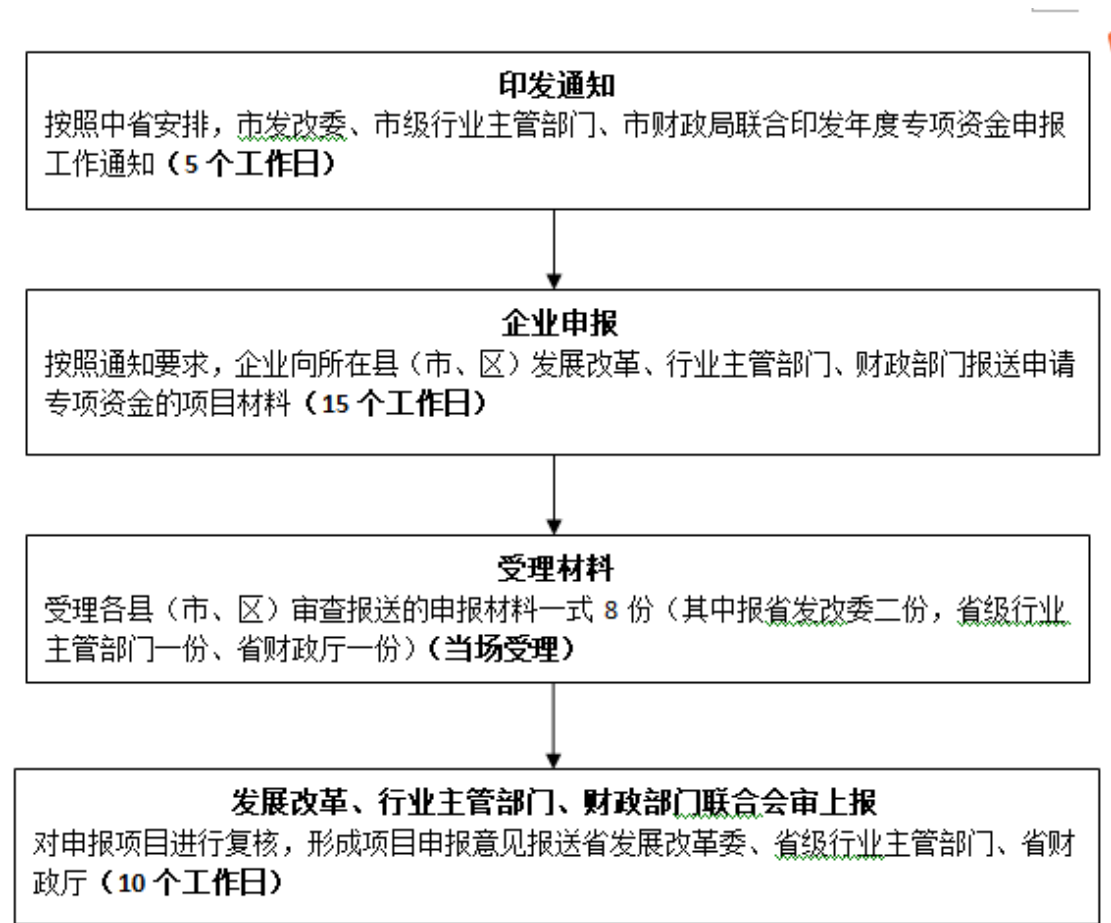 印发通知
按照中省安排，市发改委、市级行业主管部门、市财政局联合印发年度专项资金申报
工作通知（5 个工作日）
企业申报
按照通知要求，企业向所在县（市、区）发展改革、行业主管部门、财政部门报送申请
专项资金的项目材料（15 个工作日）
受理材料
受理各县（市、区）审查报送的申报材料一式 8 份（其中报省发改委二份，省级行业
主管部门一份、省财政厅一份）（当场受理）
发展改革、行业主管部门、财政部门联合会审上报
对申报项目进行复核，形成项目申报意见报送省发展改革委、省级行业主管部门、省财
政厅（10 个工作日）